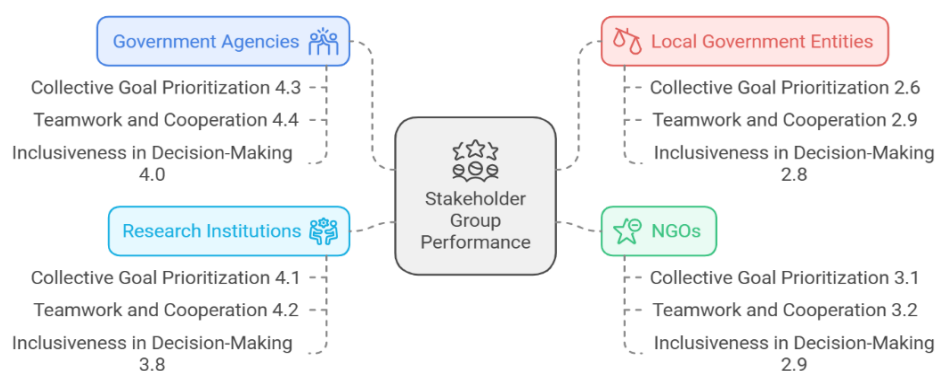 Government Agencies
Collective Goal Prioritization 4.3
Teamwork and Cooperation 4.4
Inclusiveness in Decision-Making
4.0
Research Institutions
Collective Goal Prioritization 4.1
Teamwork and Cooperation 4.2
Inclusiveness in Decision-Making
3.8
Stakeholder
Group
Performance
Local Government Entities
Collective Goal Prioritization 2.6
Teamwork and Cooperation 2.9
Inclusiveness in Decision-Making
2.8
NGOs
Collective Goal Prioritization 3.1
Teamwork and Cooperation 3.2
Inclusiveness in Decision-Making
2.9